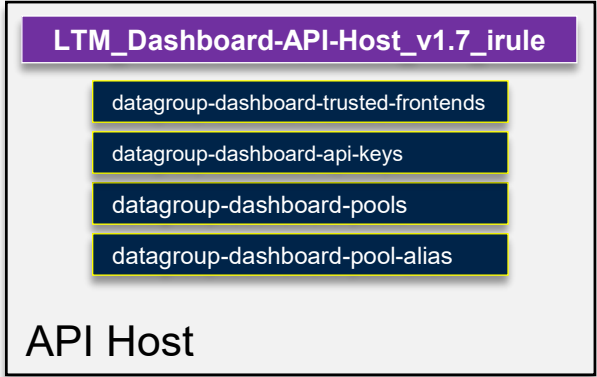 LTM_Dashboard-API-Host_v1.7_irule
datagroup-dashboard-trusted-frontends
datagroup-dashboard-api-keys
datagroup-dashboard-pools
datagroup-dashboard-pool-alias
API Host